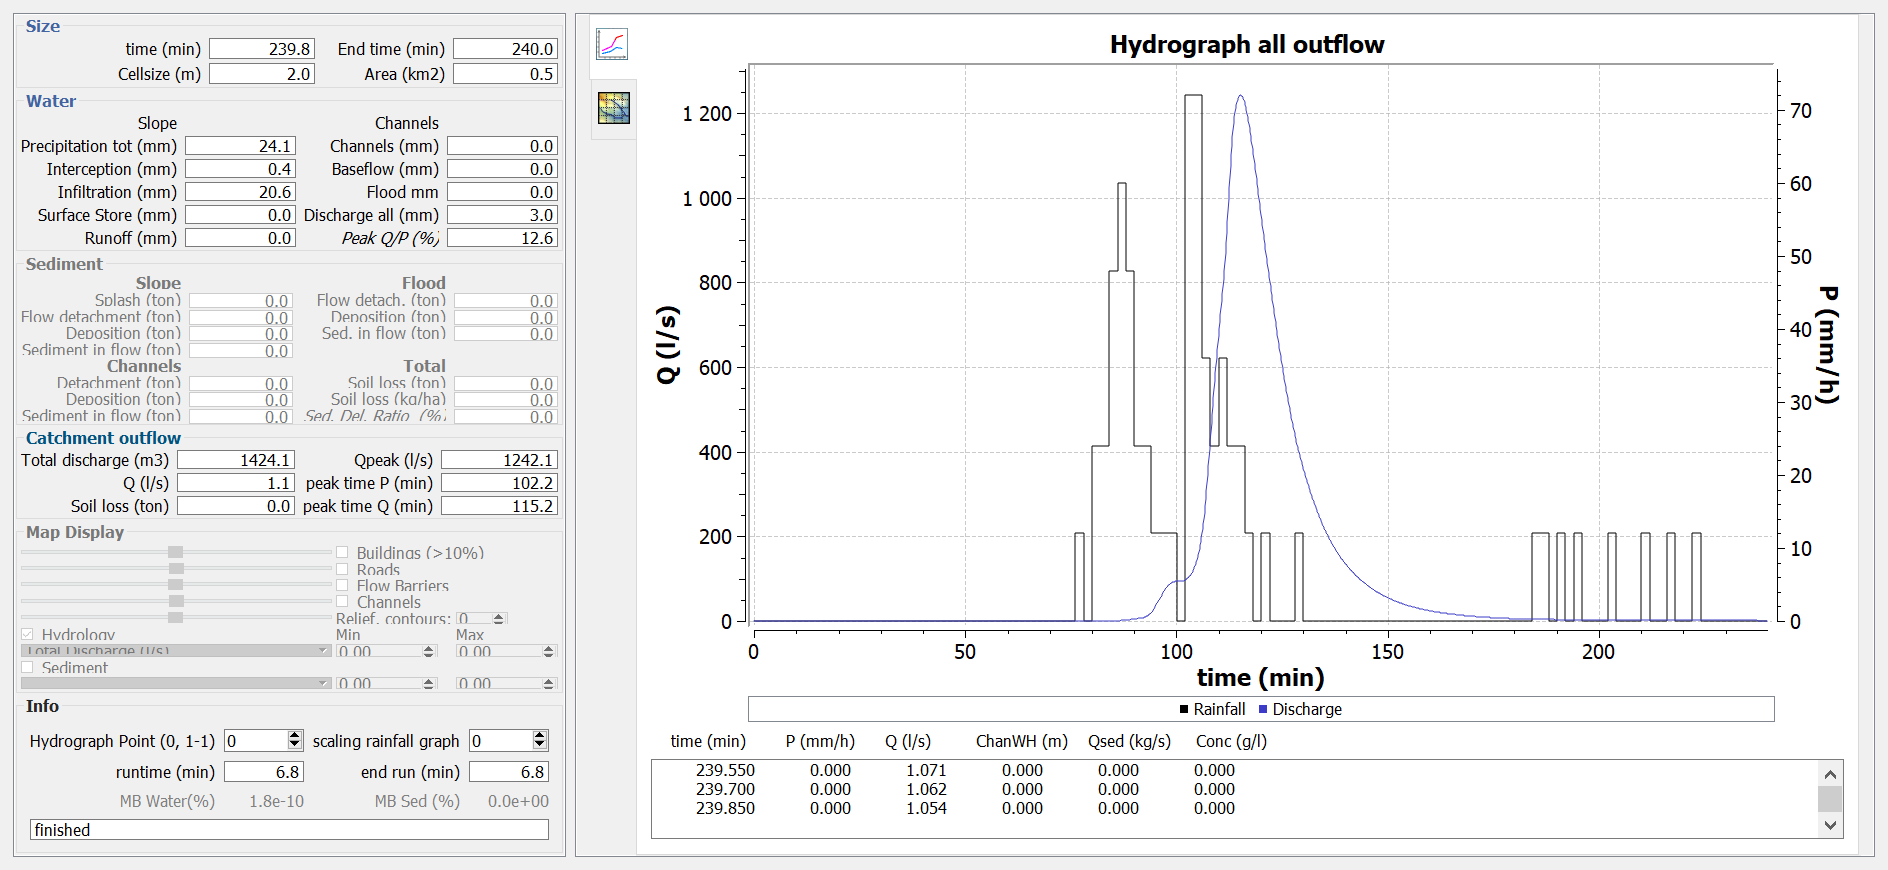 Size
time (min) 239.8 End time (min) 240.0
Cellsize (m) 2.0 Area (km2) 0.5
Water
Slope Channels
Precipitation tot (mm) 24.1 Channels (mm) 0.0
Interception (mm) 0.4 Baseflow (mm) 0.0
Infiltration (mm) 20.6 Flood mm 0.0
Surface Store (mm) 0.0 Discharge all (mm) 3.0
Runoff (mm) 0.0 Peak Q/P (%) 12.6
Sediment
Slope Flood
Splash (ton) 0.0 Flow detach. (ton) 0.0
Flow detachment (ton) 0.0 Deposition (ton) 0.0
Deposition (ton) 0.0 Sed. in flow (ton) 0.0
Sediment in flow (ton) 0.0
Channels Total
Detachment (ton) 0.0 Soil loss (ton) 0.0
Deposition (ton) 0.0 Soil loss (kg/ha) 0.0
Sediment in flow (ton) 0.0 Sed. Del. Ratio. (%) 0.0
Catchment outflow
Total discharge (m3) 1424.1 Qpeak (l/s) 1242.1
Q (l/s) 1.1 peak time P (min) 102.2
Soil loss (ton) 0.0 peak time Q (min) 115.2
Map Display
Buildings (>10%)
Roads
Flow Barriers
Channels
Relief. contours: 0
Hydrology Min Max
Total Discharge (l/s) 0.00 0.00
Sediment
0.00 0.00
Info
Hydrograph Point (0, 1-1) 0 scaling rainfall graph 0
runtime (min) 6.8 end run (min) 6.8
MB Water(%) 1.8e-10 MB Sed (%) 0.0e+00
finished
Hydrograph all outflow
Q (l/s)
1 200
1 000
800
600
400
200
0
P (mm/h)
70
60
50
40
30
20
10
0
0 50 100 150 200
time (min)
Rainfall Discharge
time (min) P (mm/h) Q (l/s) ChanWH (m) Qsed (kg/s) Conc (g/l)
239.550 0.000 1.071 0.000 0.000 0.000
239.700 0.000 1.062 0.000 0.000 0.000
239.850 0.000 1.054 0.000 0.000 0.000